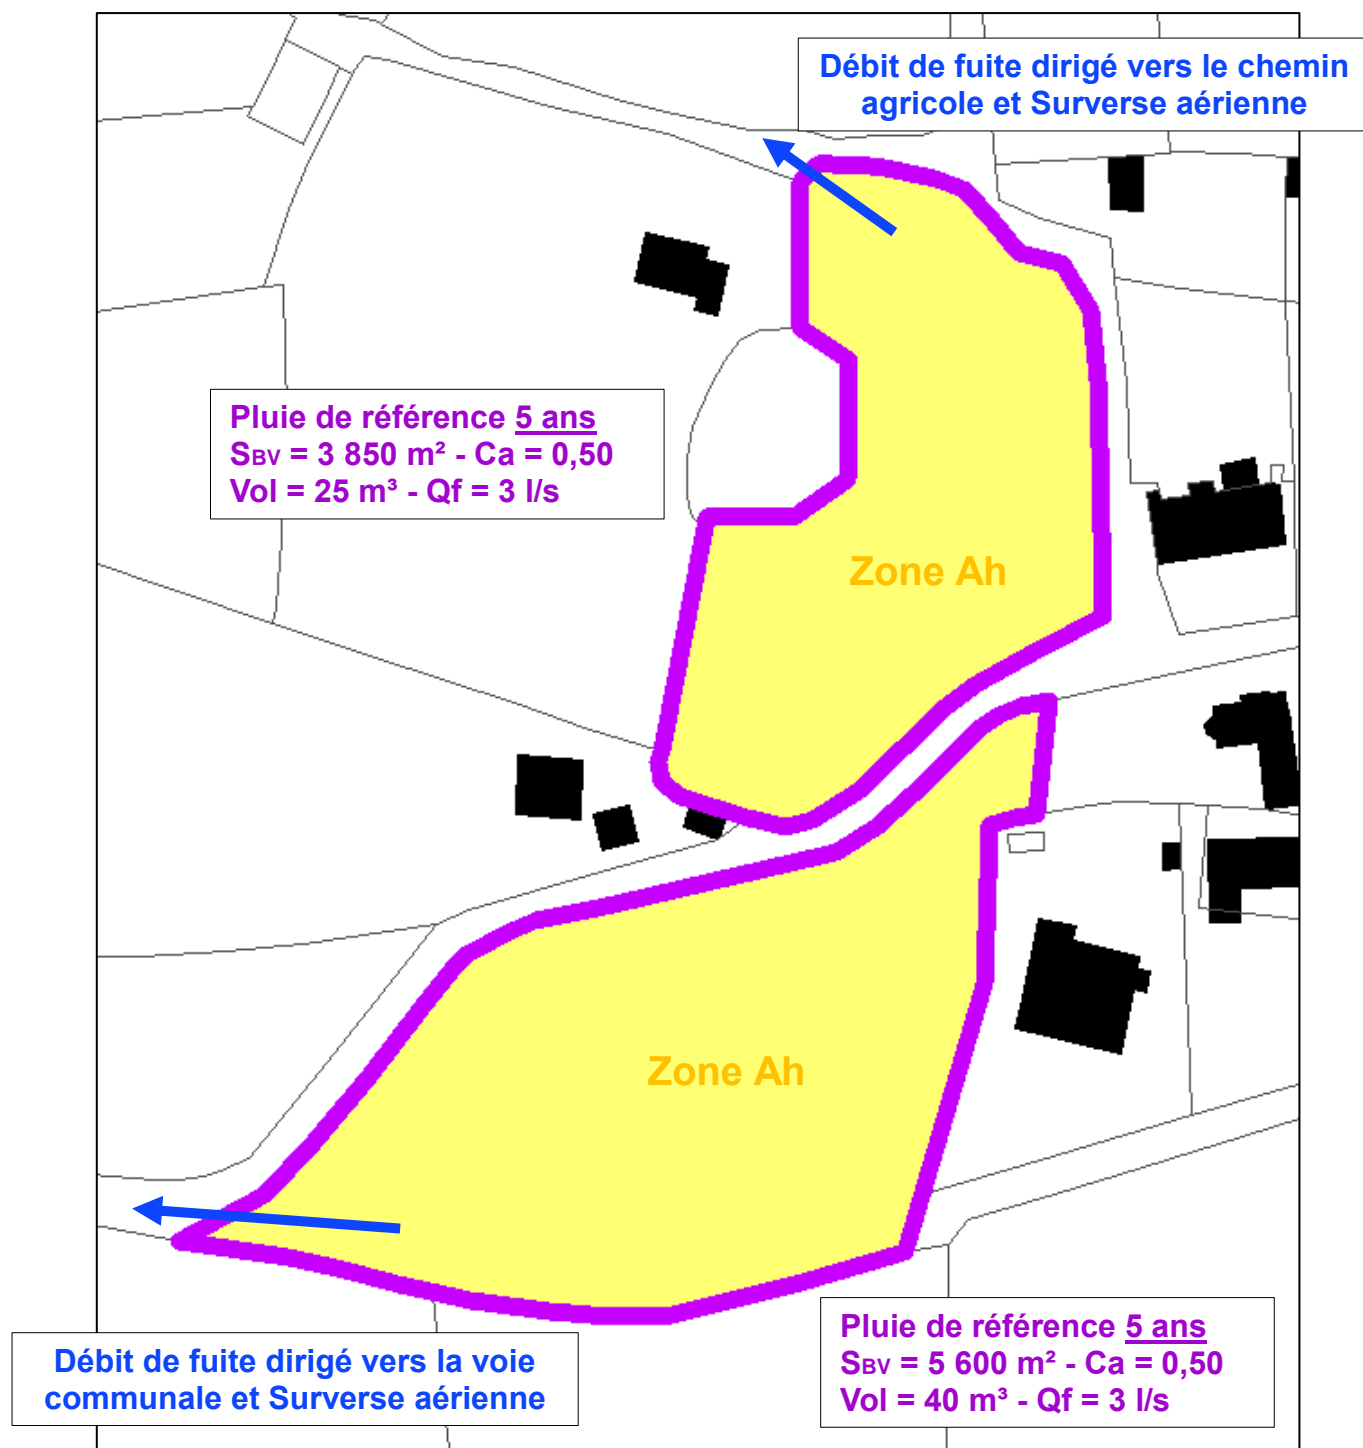 Débit de fuite dirigé vers le chemin
agricole et Surverse aérienne
Pluie de référence 5 ans
SBV = 3 850 m² - Ca = 0,50
Vol = 25 m³ - Qf = 3 l/s
Zone Ah
Zone Ah
Débit de fuite dirigé vers la voie
communale et Surverse aérienne
Pluie de référence 5 ans
SBV = 5 600 m² - Ca = 0,50
Vol = 40 m³ - Qf = 3 l/s